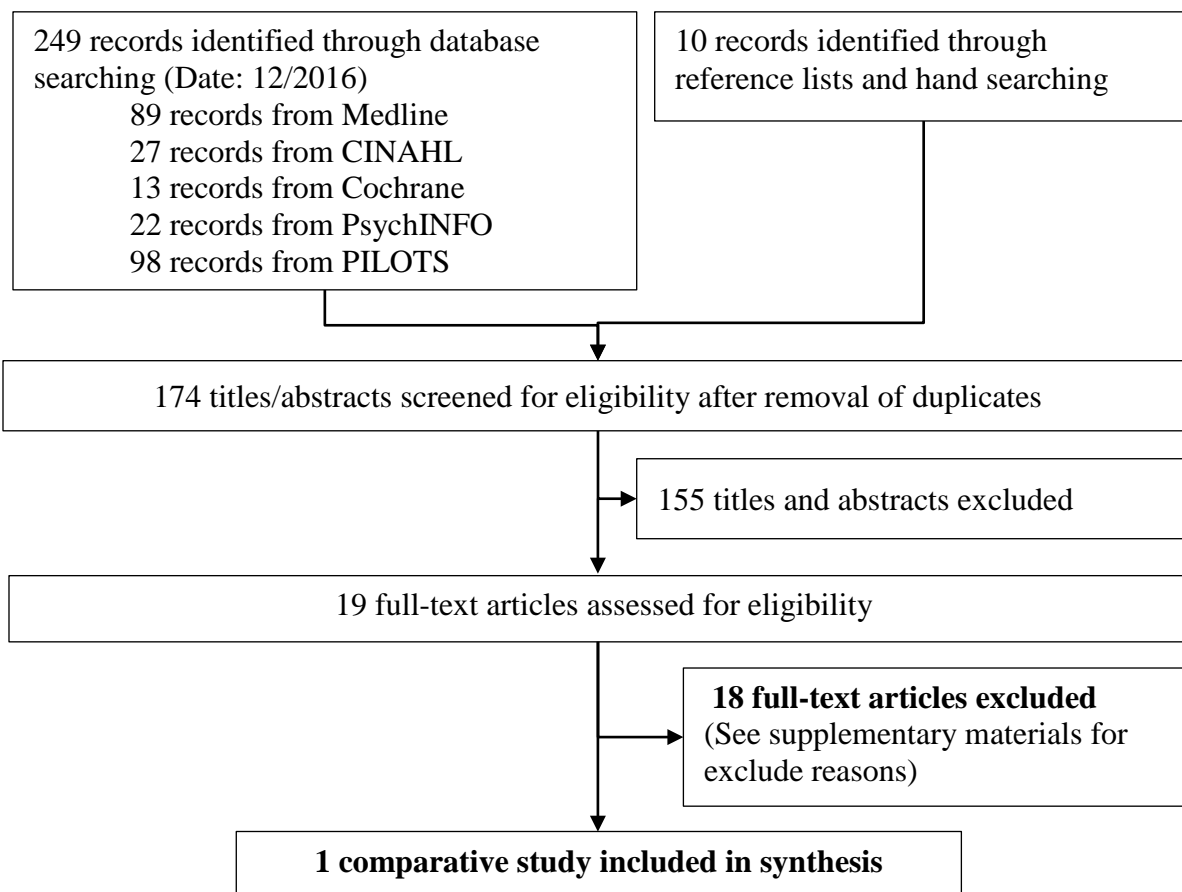 249 records identified through database
searching (Date: 12/2016)
89 records from Medline
27 records from CINAHL
13 records from Cochrane
22 records from PsychINFO
98 records from PILOTS
10 records identified through
reference lists and hand searching
174 titles/abstracts screened for eligibility after removal of duplicates
155 titles and abstracts excluded
19 full-text articles assessed for eligibility
18 full-text articles excluded
(See supplementary materials for
exclude reasons)
1 comparative study included in synthesis